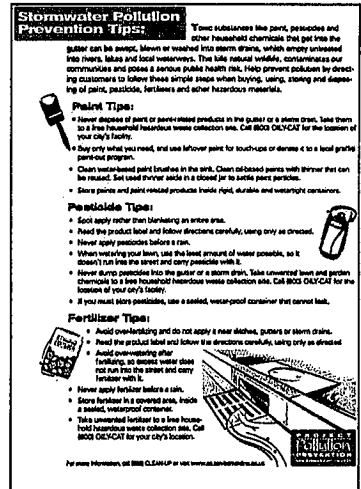 Stormwater Pollution
Prevention Tips:
Toxic substances like paint, pesticides and
other household chemicals that get into the
gutter can be swept, blown or washed into storm drains, which empty untreated
into rivers, lakes and local waterways. The kills natural wildlife, contaminates our
communities and poses a serious public health risk. Help prevent pollution by direct-
ing customers to follow these simple steps when buying, using, storing and dispos-
ing of paint, pesticide, fertilizers and other hazardous materials.
Paint Tips:
• Never dispose of paint or paint-related products in the gutter or a storm drain. Take them
to a free household hazardous waste collection site. Call (800) OILY-CAT for the location of
your city's facility.
• Buy only what you need, and use leftover paint for touch-ups or donate it to a local graffiti
paint-out program.
• Clean water-based paint brushes in the sink. Clean oil-based paints with thinner that can
be reused. Set used thinner aside in a closed jar to settle paint particles.
• Store paints and paint related products inside rigid, durable and watertight containers.
Pesticide Tips:
• Spot apply rather than blanketing an entire area.
• Read the product label and follow directions carefully, using only as directed.
• Never apply pesticides before a rain.
• When watering your lawn, use the least amount of water possible, so it
doesn't run into the street and carry pesticide with it.
• Never dump pesticides into the gutter or a storm drain. Take unwanted lawn and garden
chemicals to a free household hazardous waste collection site. Call (800) OILY-CAT for the
location of your city's facility.
• If you must store pesticides, use a sealed, water-proof container that cannot leak.
Fertilizer Tips:
• Avoid over-fertilizing and do not apply it near ditches, gutters or storm drains.
• Read the product label and follow the directions carefully, using only as directed
• Avoid over-watering after
fertilizing, so excess water does
not run into the street and carry
fertilizer with it.
• Never apply fertilizer before a rain.
• Store fertilizer in a covered area, inside
a sealed, waterproof container.
• Take unwanted fertilizer to a free house-
hold hazardous waste collection site. Call
(800) OILY-CAT for your city's location.
PROJECT
Pollution
PREVENTION
For more information, call (888) CLEAN-UP or visit